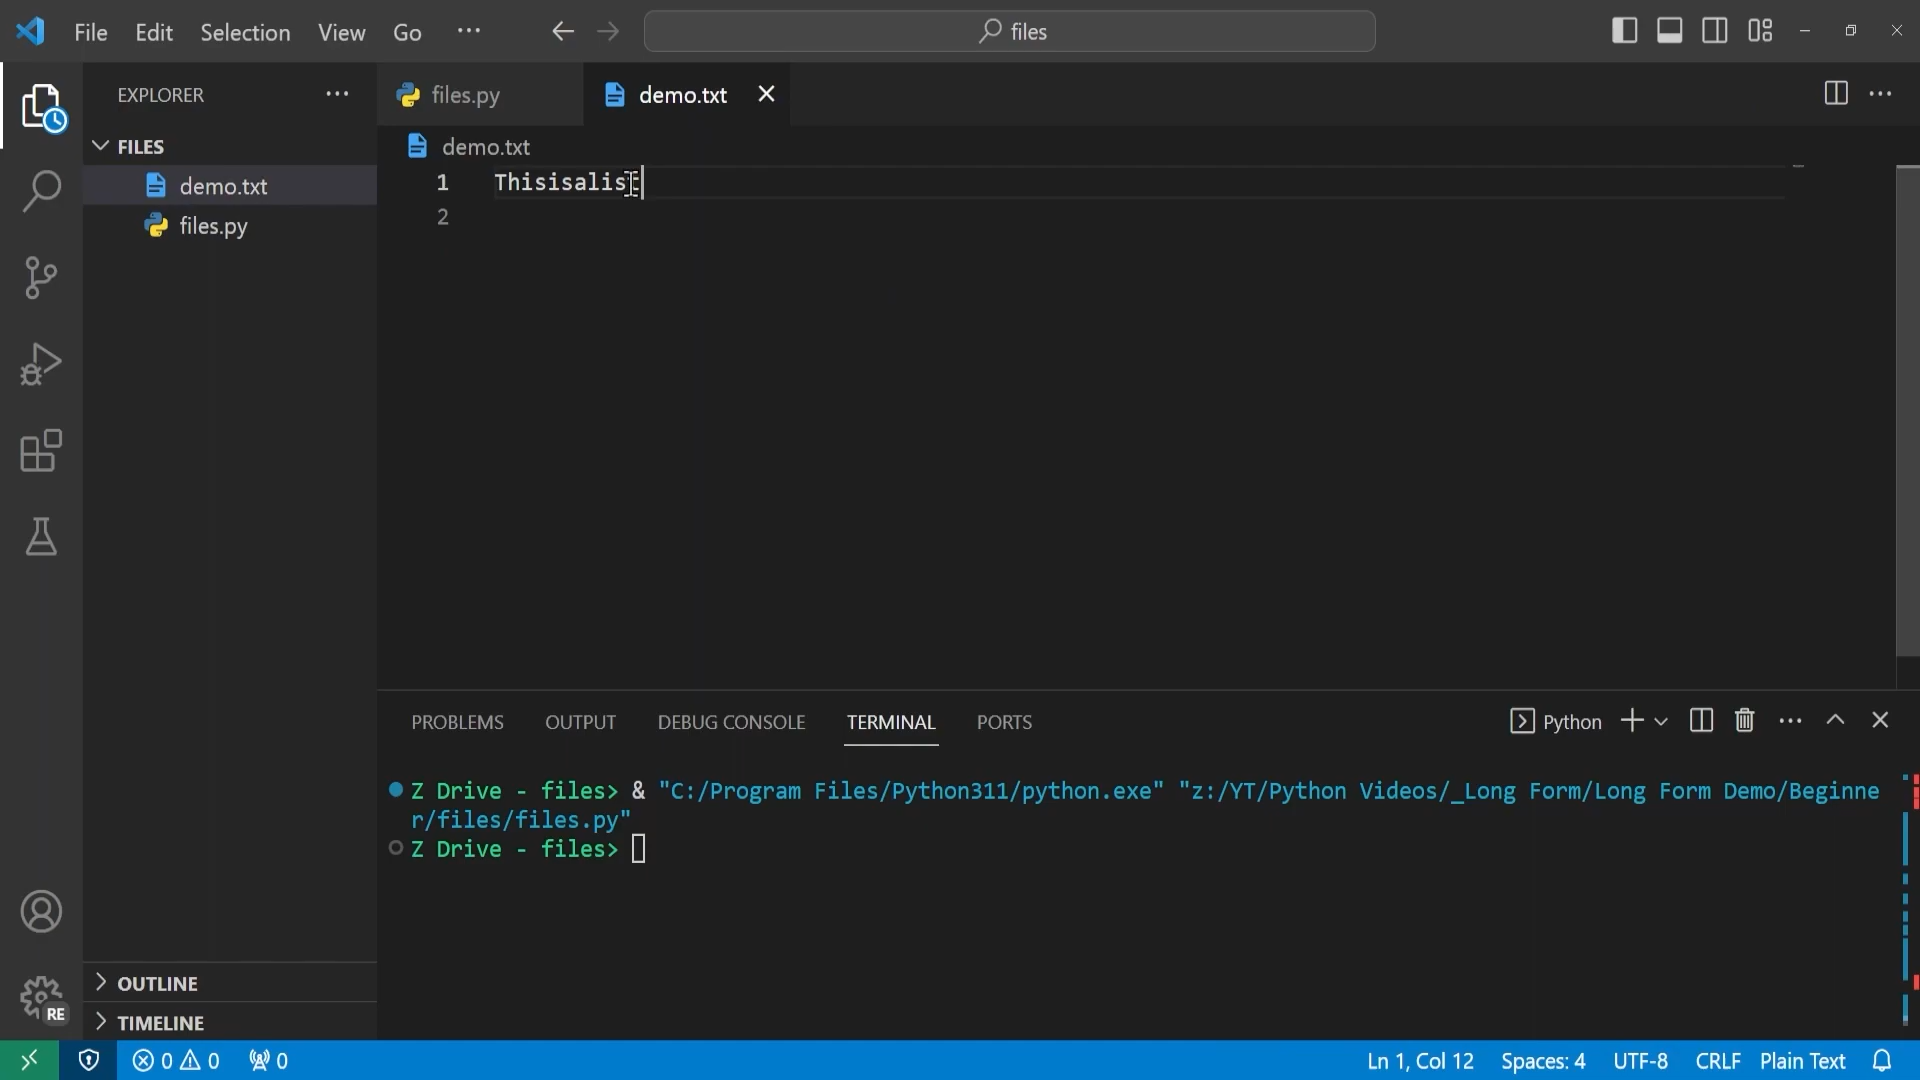 File Edit Selection View Go ··· files
EXPLORER ···
FILES
demo.txt
files.py
OUTLINE
TIMELINE
RE
files.py demo.txt
demo.txt
1 Thisisalist
2
PROBLEMS OUTPUT DEBUG CONSOLE TERMINAL PORTS Python
Z Drive - files> & "C:/Program Files/Python311/python.exe" "z:/YT/Python Videos/_Long Form/Long Form Demo/Beginne
r/files/files.py"
Z Drive - files>
0 0 0 Ln 1, Col 12 Spaces: 4 UTF-8 CRLF Plain Text